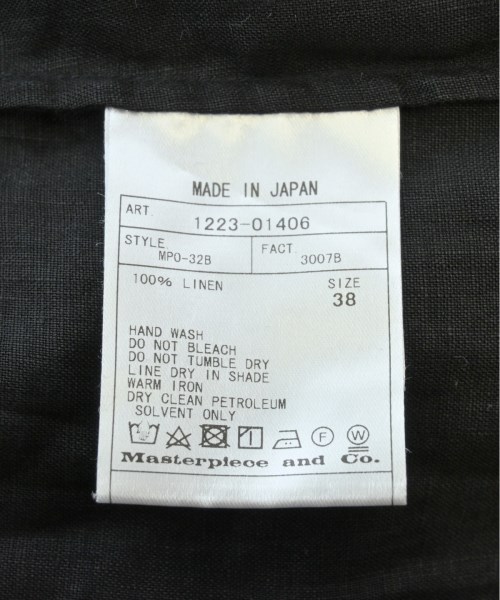 MADE IN JAPAN
ART.
1223-01406
STYLE
MPO-32B
FACT.
3007B
100% LINEN
SIZE
38
HAND WASH
DO NOT BLEACH
DO NOT TUMBLE DRY
LINE DRY IN SHADE
WARM IRON
DRY CLEAN PETROLEUM
SOLVENT ONLY
F W
Masterpiece and Co.